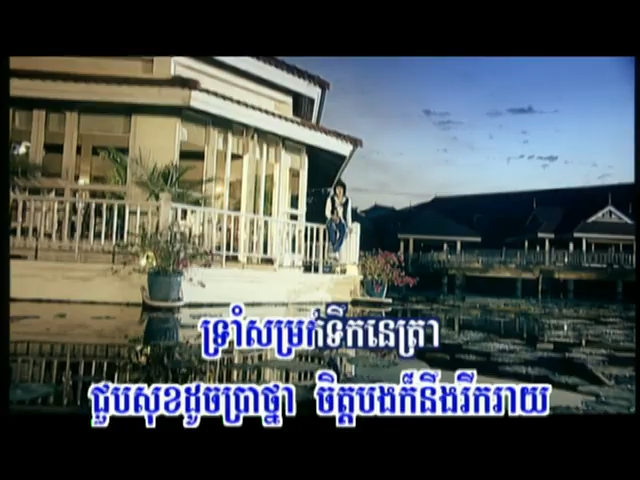 ទ្រាំសម្រក់ទឹកនេត្រា
ជួបសុខដូចប្រាថ្នា ចិត្តបងក៏នឹងរីករាយ